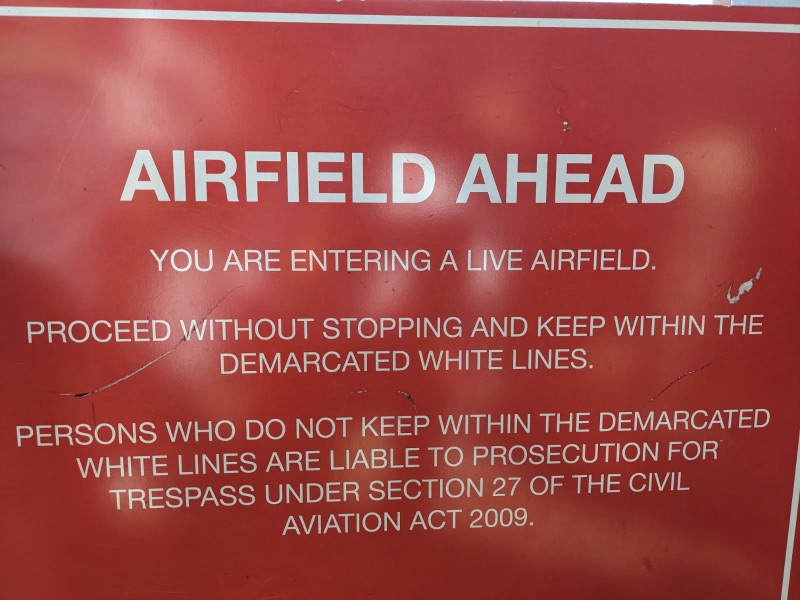 AIRFIELD AHEAD
YOU ARE ENTERING A LIVE AIRFIELD.
PROCEED WITHOUT STOPPING AND KEEP WITHIN THE
DEMARCATED WHITE LINES.
PERSONS WHO DO NOT KEEP WITHIN THE DEMARCATED
WHITE LINES ARE LIABLE TO PROSECUTION FOR
TRESPASS UNDER SECTION 27 OF THE CIVIL
AVIATION ACT 2009.